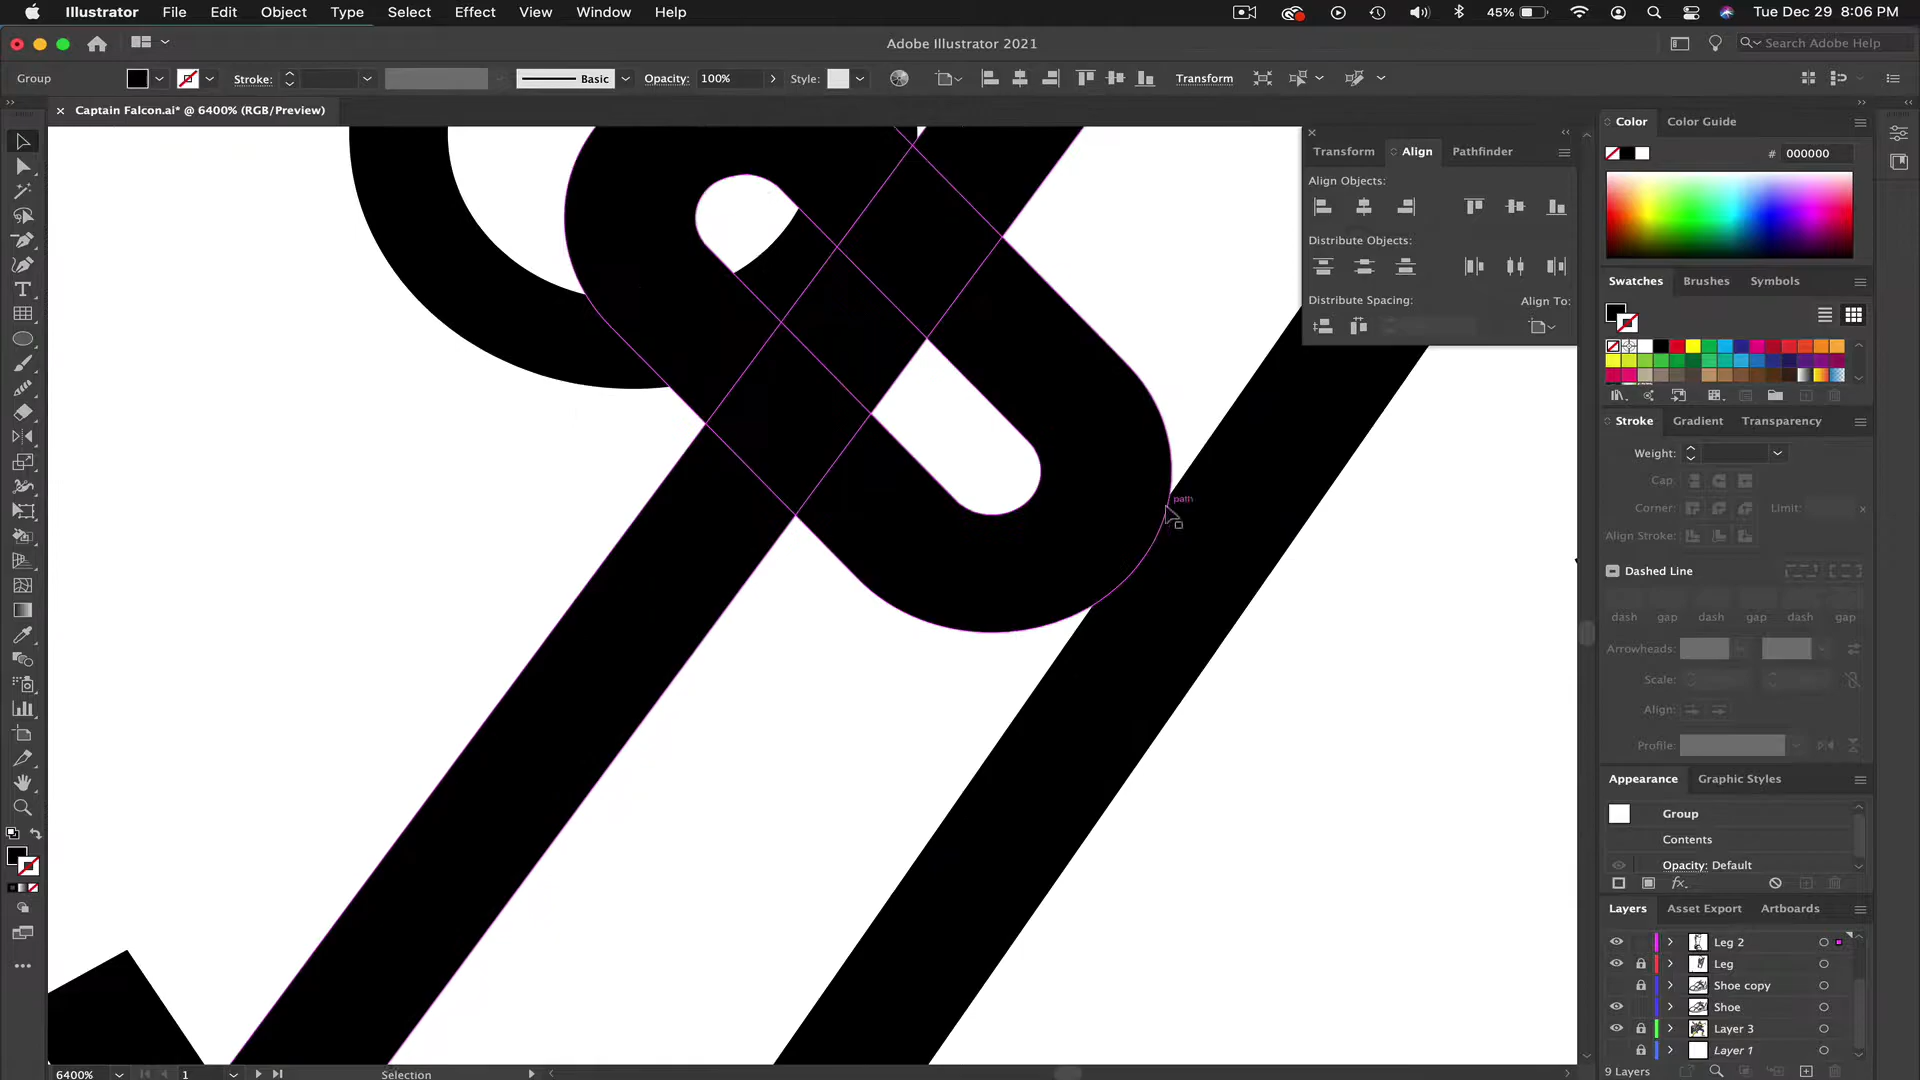 Illustrator File Edit Object Type Select Effect View Window Help 45% Tue Dec 29 8:06 PM
Adobe Illustrator 2021 Search Adobe Help
Group Stroke: Basic Opacity: 100% Style: Transform
Captain Falcon.ai* @ 6400% (RGB/Preview)
Transform Align Pathfinder
Align Objects:
Distribute Objects:
Distribute Spacing: Align To:
path
Color Color Guide
# 000000
Swatches Brushes Symbols
Stroke Gradient Transparency
Weight:
Cap:
Corner: Limit:
Align Stroke:
Dashed Line
dash gap dash gap dash gap
Arrowheads:
Scale:
Align:
Profile:
Appearance Graphic Styles
Group
Contents
Opacity: Default
fx.
Layers Asset Export Artboards
Leg 2
Leg
Shoe copy
Shoe
Layer 3
Layer 1
9 Layers
6400% 1 Selection